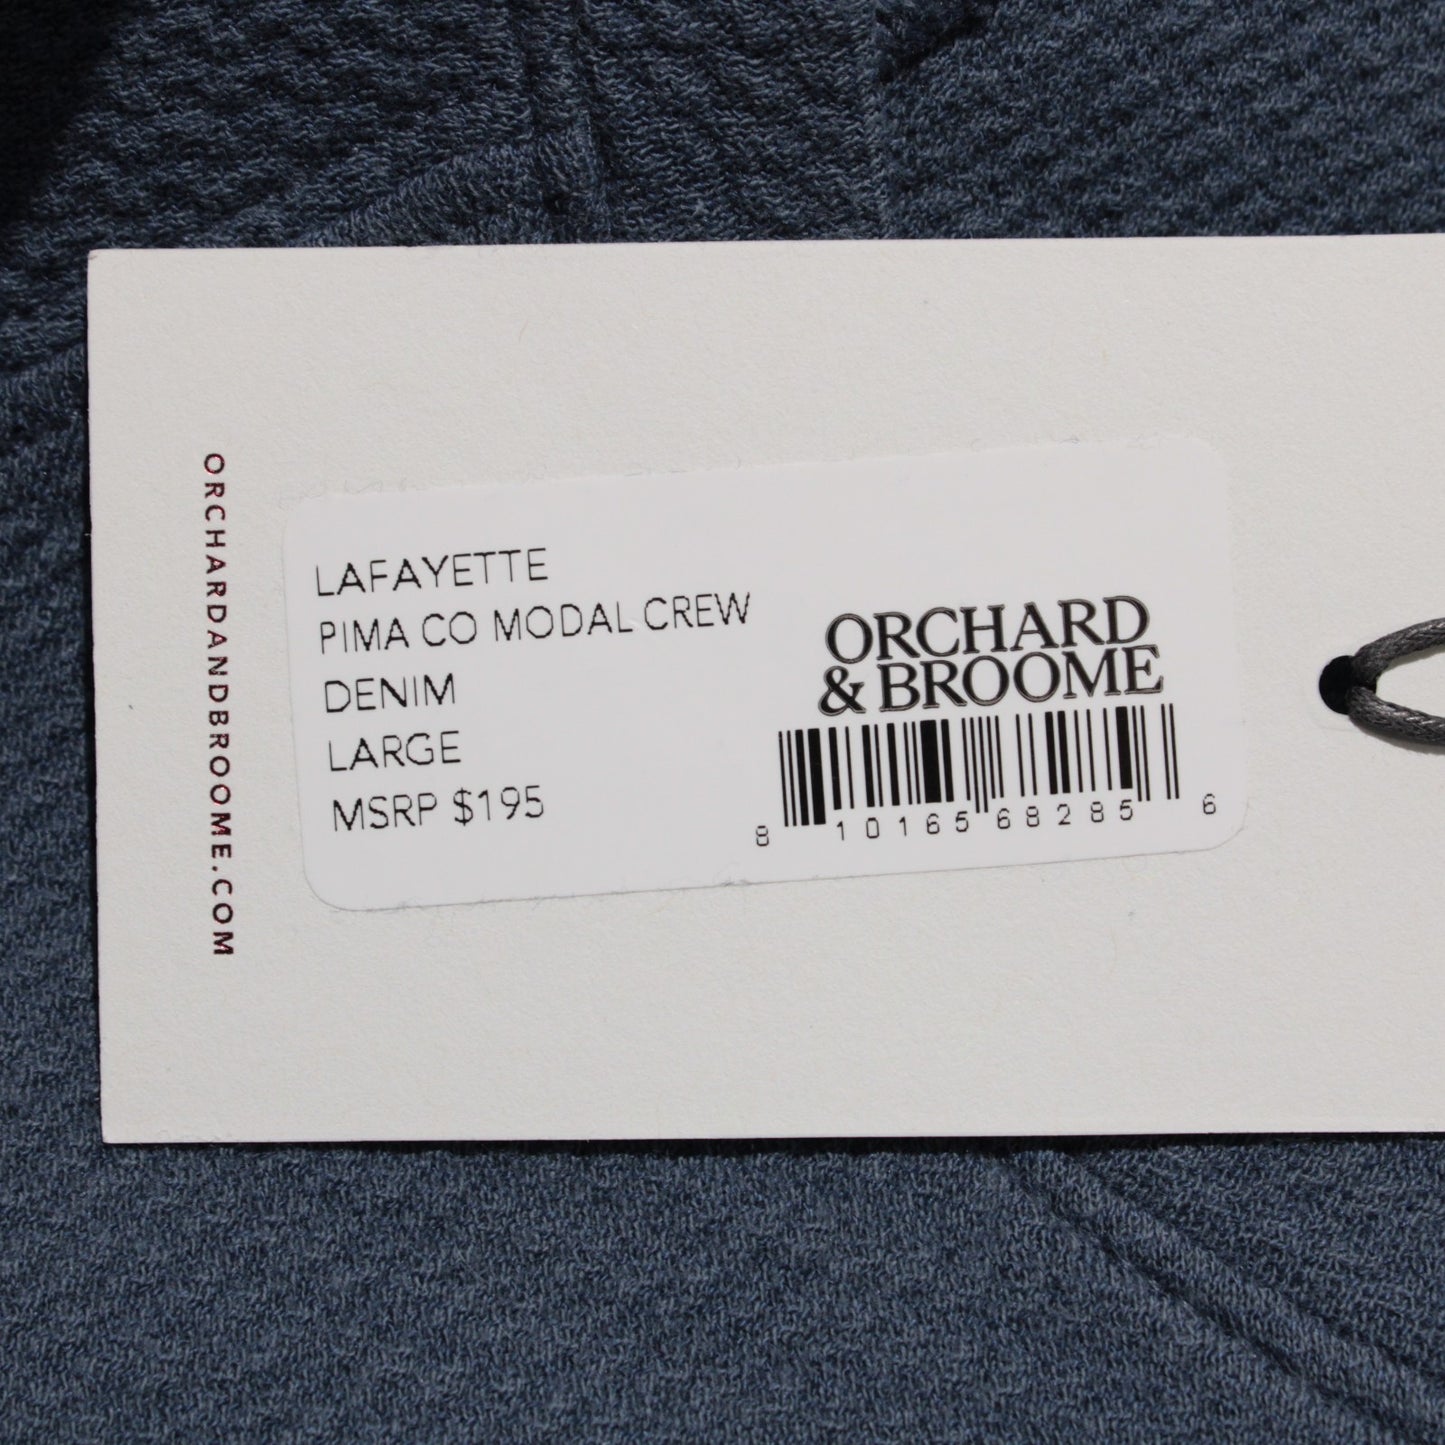 ORCHARDANDBROOME.COM
LAFAYETTE
PIMA CO MODAL CREW
DENIM
LARGE
MSRP $195
ORCHARD
& BROOME
8 10165 68285 6